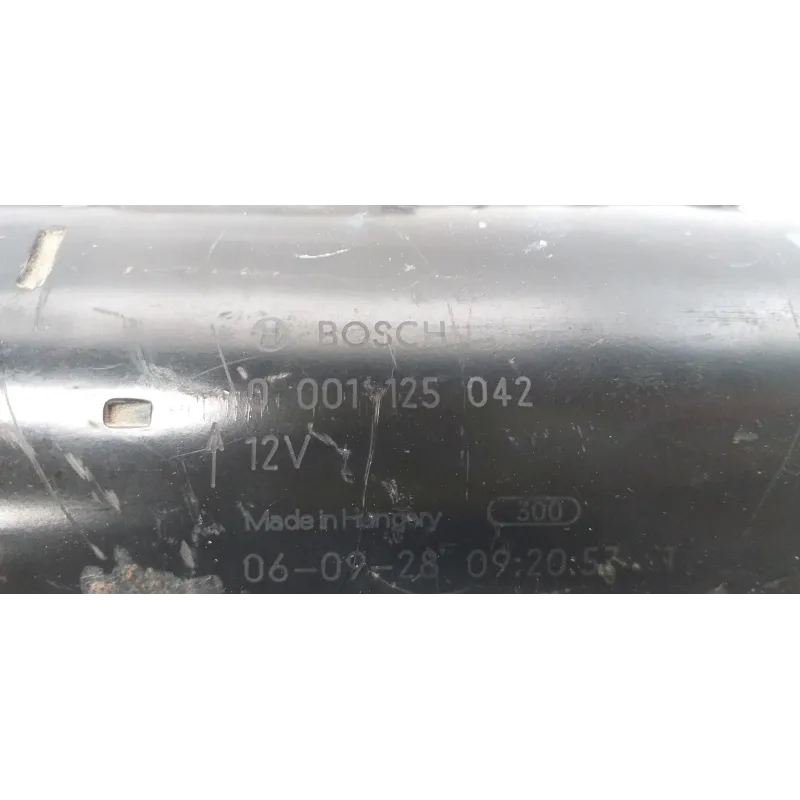 BOSCH
0 001 125 042
12V
Made in Hungary 300
06-09-28 09:20:57